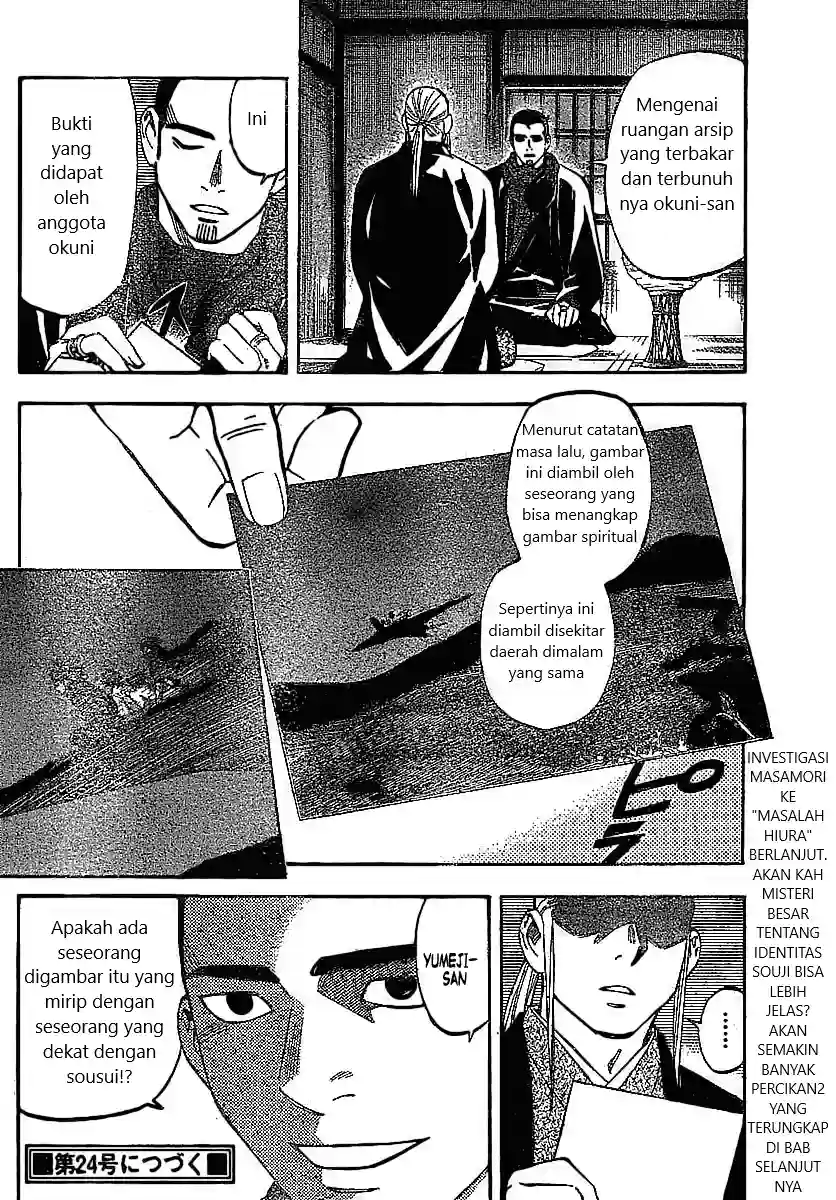 Mengenai
ruangan arsip
yang terbakar
dan terbunuh
nya okuni-san
Ini
Bukti
yang
didapat
oleh
anggota
okuni
Menurut catatan
masa lalu, gambar
ini diambil oleh
seseorang yang
bisa menangkap
gambar spiritual
Sepertinya ini
diambil disekitar
daerah dimalam
yang sama
ピラ
INVESTIGASI
MASAMORI
KE
"MASALAH
HIURA"
BERLANJUT.
AKAN KAH
MISTERI
BESAR
TENTANG
IDENTITAS
SOUJI BISA
LEBIH
JELAS?
AKAN
SEMAKIN
BANYAK
PERCIKAN2
YANG
TERUNGKAP
DI BAB
SELANJUT
NYA
......
YUMEJI-
SAN
Apakah ada
seseorang
digambar itu yang
mirip dengan
seseorang yang
dekat dengan
sousui!?
第24号につづく